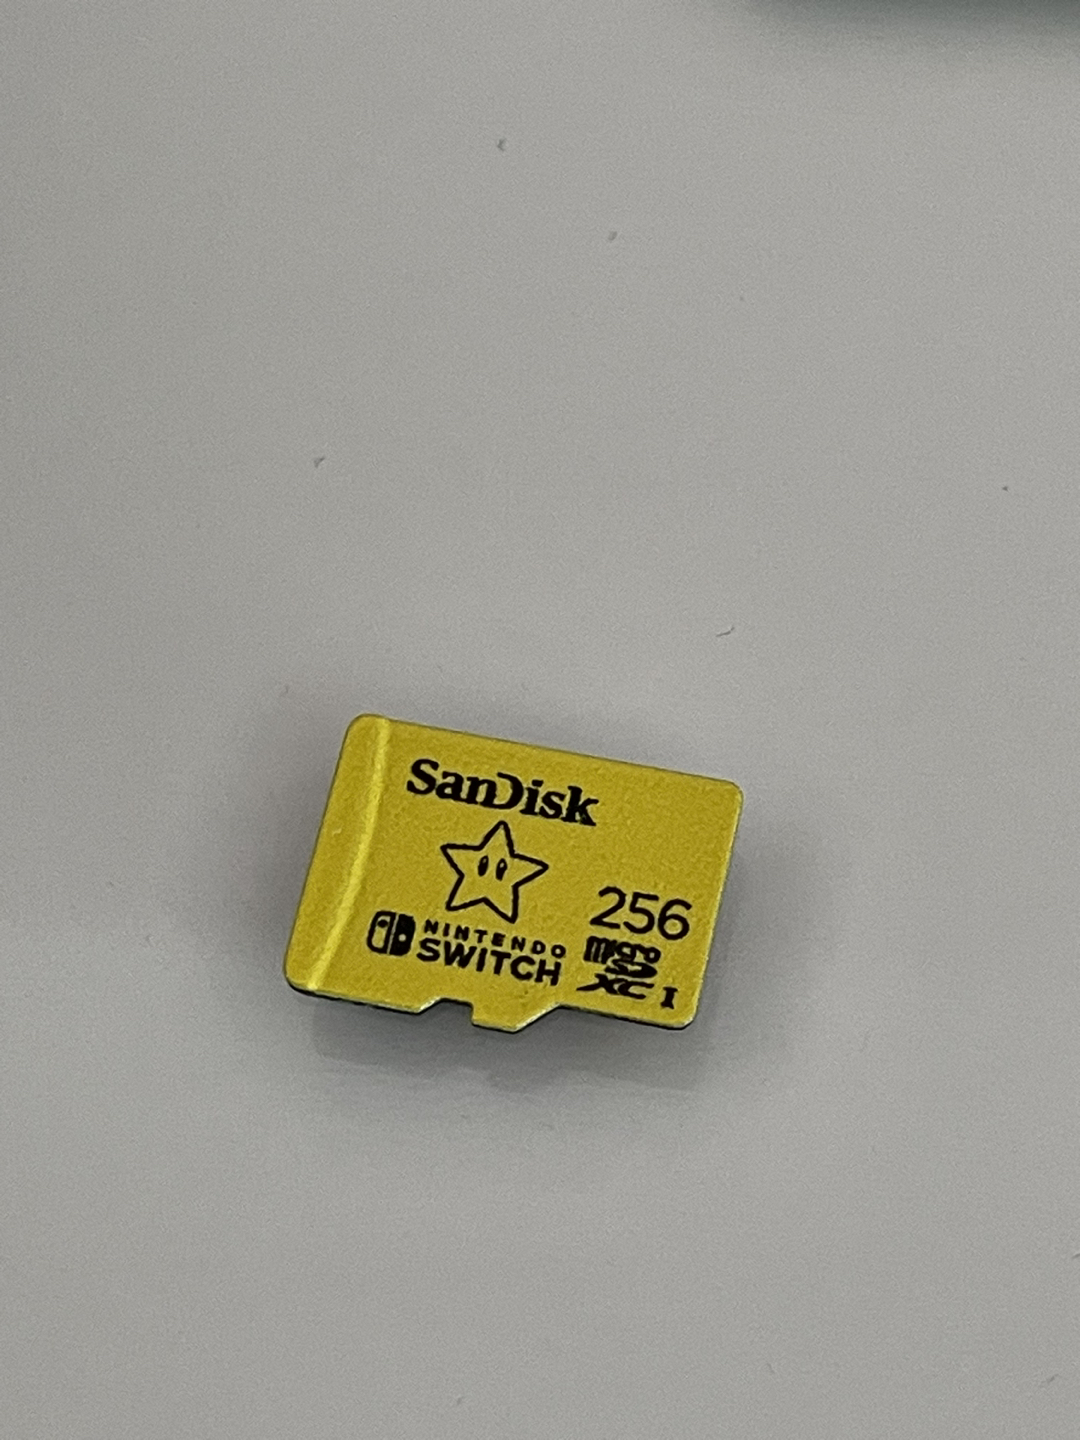 SanDisk
256
NINTENDO
SWITCH
micro
SD
XC I